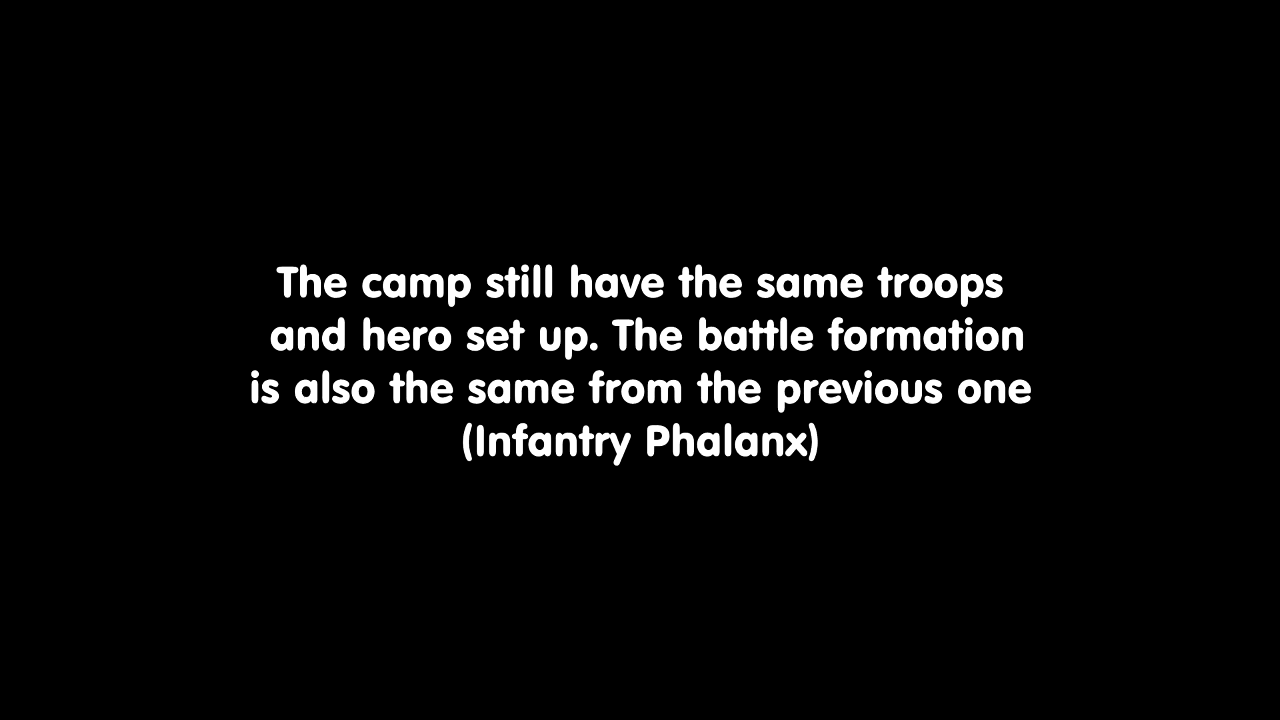 The camp still have the same troops
and hero set up. The battle formation
is also the same from the previous one
(Infantry Phalanx)